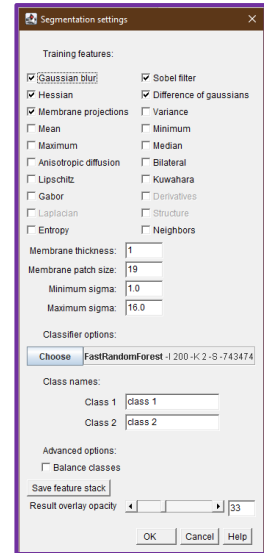 Segmentation settings
Training features:
Gaussian blur Sobel filter
Hessian Difference of gaussians
Membrane projections Variance
Mean Minimum
Maximum Median
Anisotropic diffusion Bilateral
Lipschitz Kuwahara
Gabor Derivatives
Laplacian Structure
Entropy Neighbors
Membrane thickness: 1
Membrane patch size: 19
Minimum sigma: 1.0
Maximum sigma: 16.0
Classifier options:
Choose FastRandomForest -I 200 -K 2 -S -743474
Class names:
Class 1 class 1
Class 2 class 2
Advanced options:
Balance classes
Save feature stack
Result overlay opacity 33
OK Cancel Help